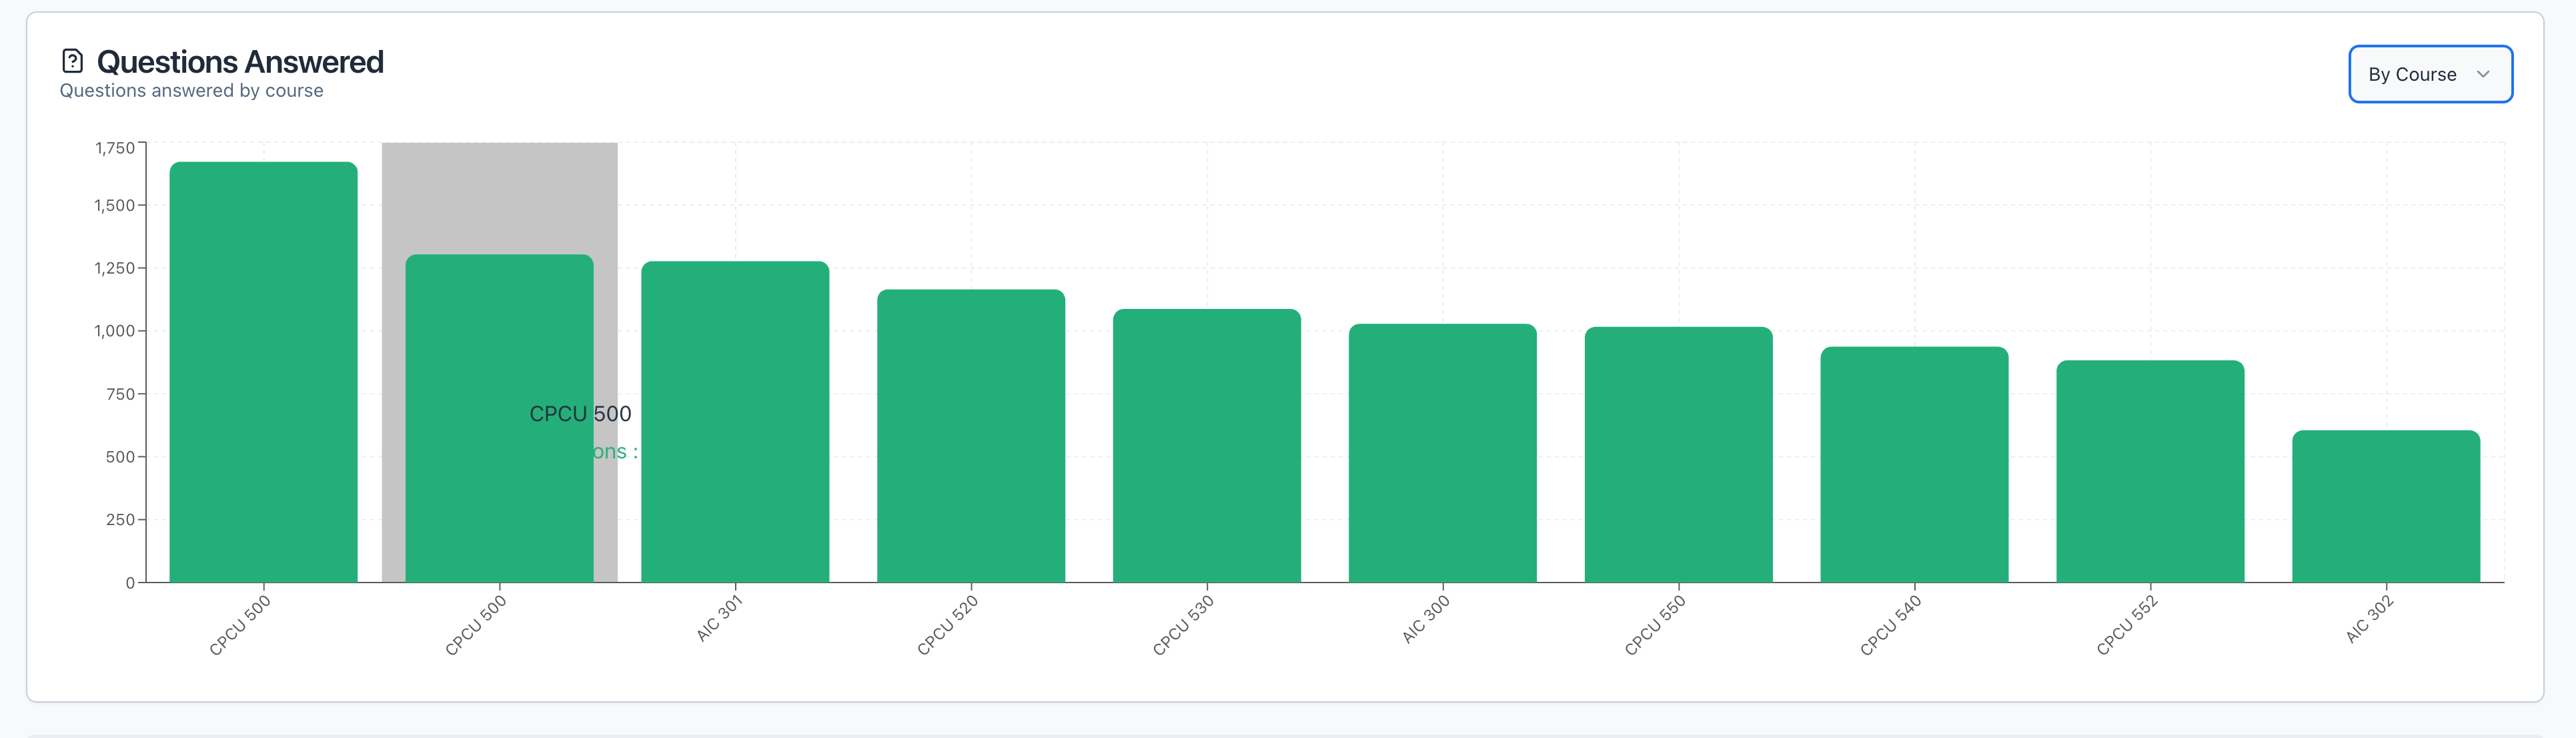 Questions Answered
Questions answered by course
By Course
1,750
1,500
1,250
1,000
750
500
250
0
CPCU 500
ons :
CPCU 500
CPCU 500
AIC 301
CPCU 520
CPCU 530
AIC 300
CPCU 550
CPCU 540
CPCU 552
AIC 302